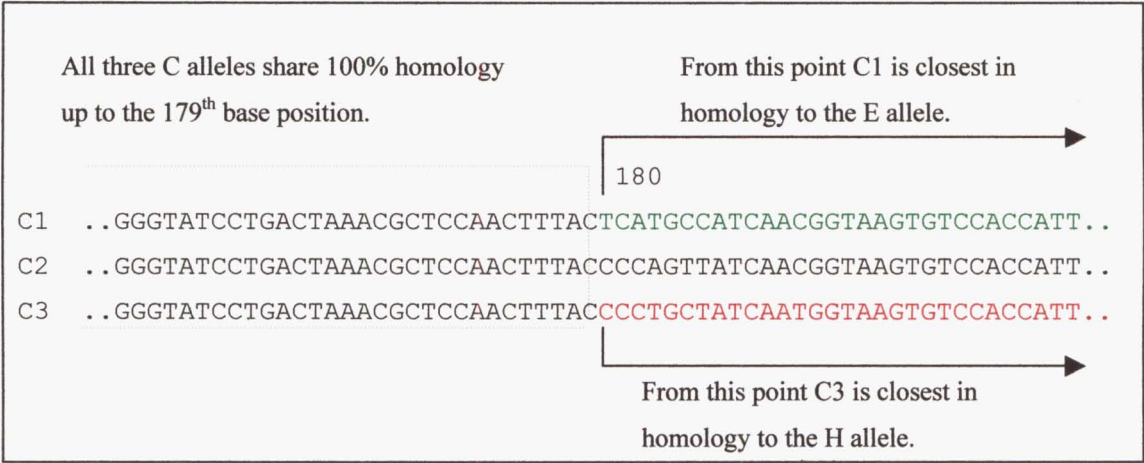 All three C alleles share 100% homology
up to the 179th base position.
From this point C1 is closest in
homology to the E allele.
180
C1 ..GGGTATCCTGACTAAACGCTCCAACTTTACTCATGCCATCAACGGTAAGTGTCCACCATT..
C2 ..GGGTATCCTGACTAAACGCTCCAACTTTACCCCAGTTATCAACGGTAAGTGTCCACCATT..
C3 ..GGGTATCCTGACTAAACGCTCCAACTTTACCCCTGCTATCAATGGTAAGTGTCCACCATT..
From this point C3 is closest in
homology to the H allele.